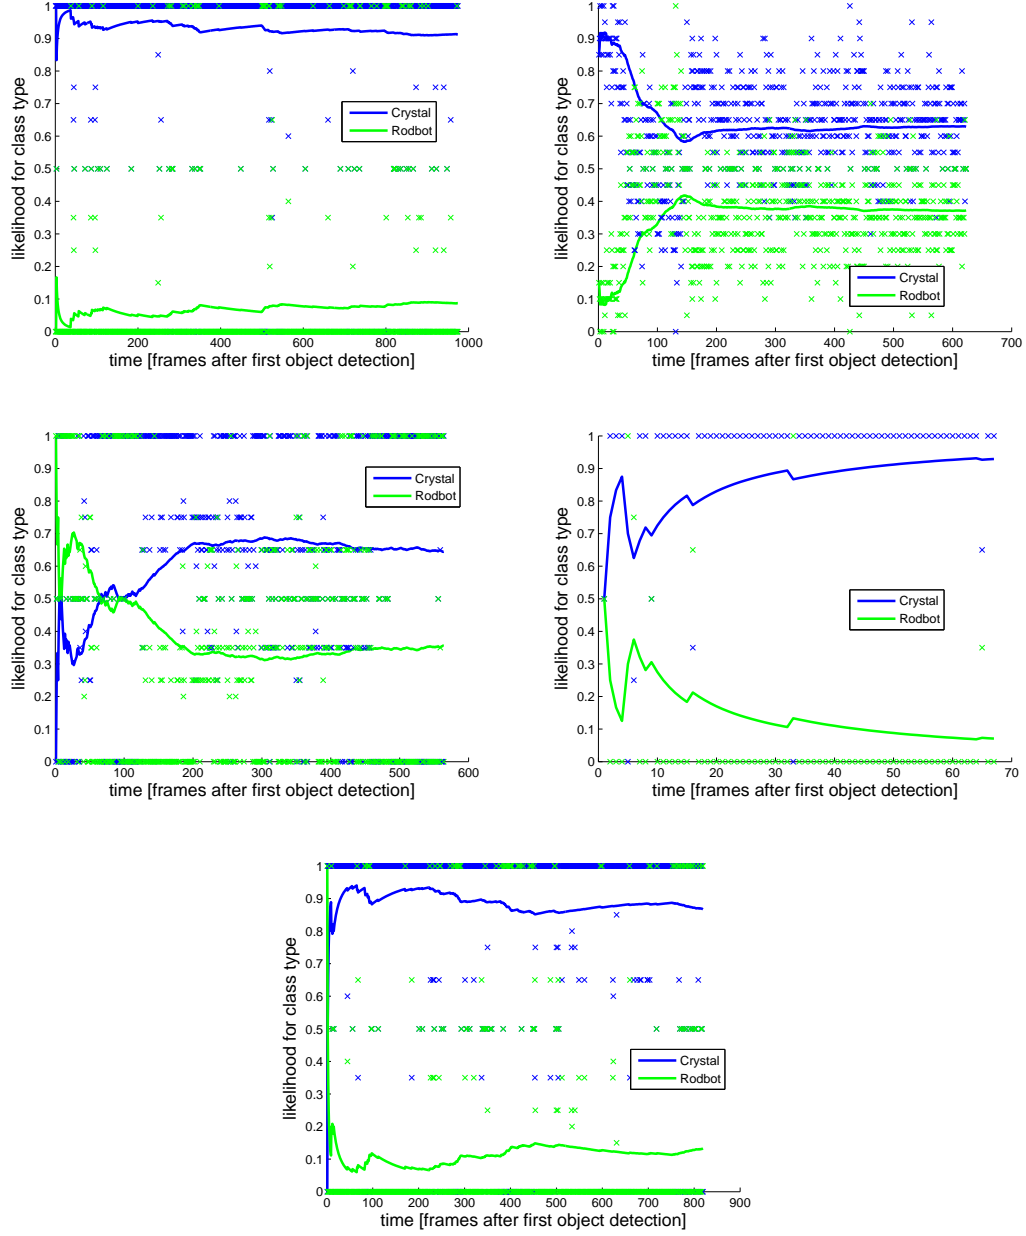 1
0.9
0.8
0.7
0.6
0.5
0.4
0.3
0.2
0.1
0
0 200 400 600 800 1000
likelihood for class type
time [frames after first object detection]
Crystal
Rodbot
1
0.9
0.8
0.7
0.6
0.5
0.4
0.3
0.2
0.1
0
0 100 200 300 400 500 600 700
likelihood for class type
time [frames after first object detection]
Crystal
Rodbot
1
0.9
0.8
0.7
0.6
0.5
0.4
0.3
0.2
0.1
0
0 100 200 300 400 500 600
likelihood for class type
time [frames after first object detection]
Crystal
Rodbot
1
0.9
0.8
0.7
0.6
0.5
0.4
0.3
0.2
0.1
0
0 10 20 30 40 50 60 70
likelihood for class type
time [frames after first object detection]
Crystal
Rodbot
1
0.9
0.8
0.7
0.6
0.5
0.4
0.3
0.2
0.1
0
0 100 200 300 400 500 600 700 800 900
likelihood for class type
time [frames after first object detection]
Crystal
Rodbot